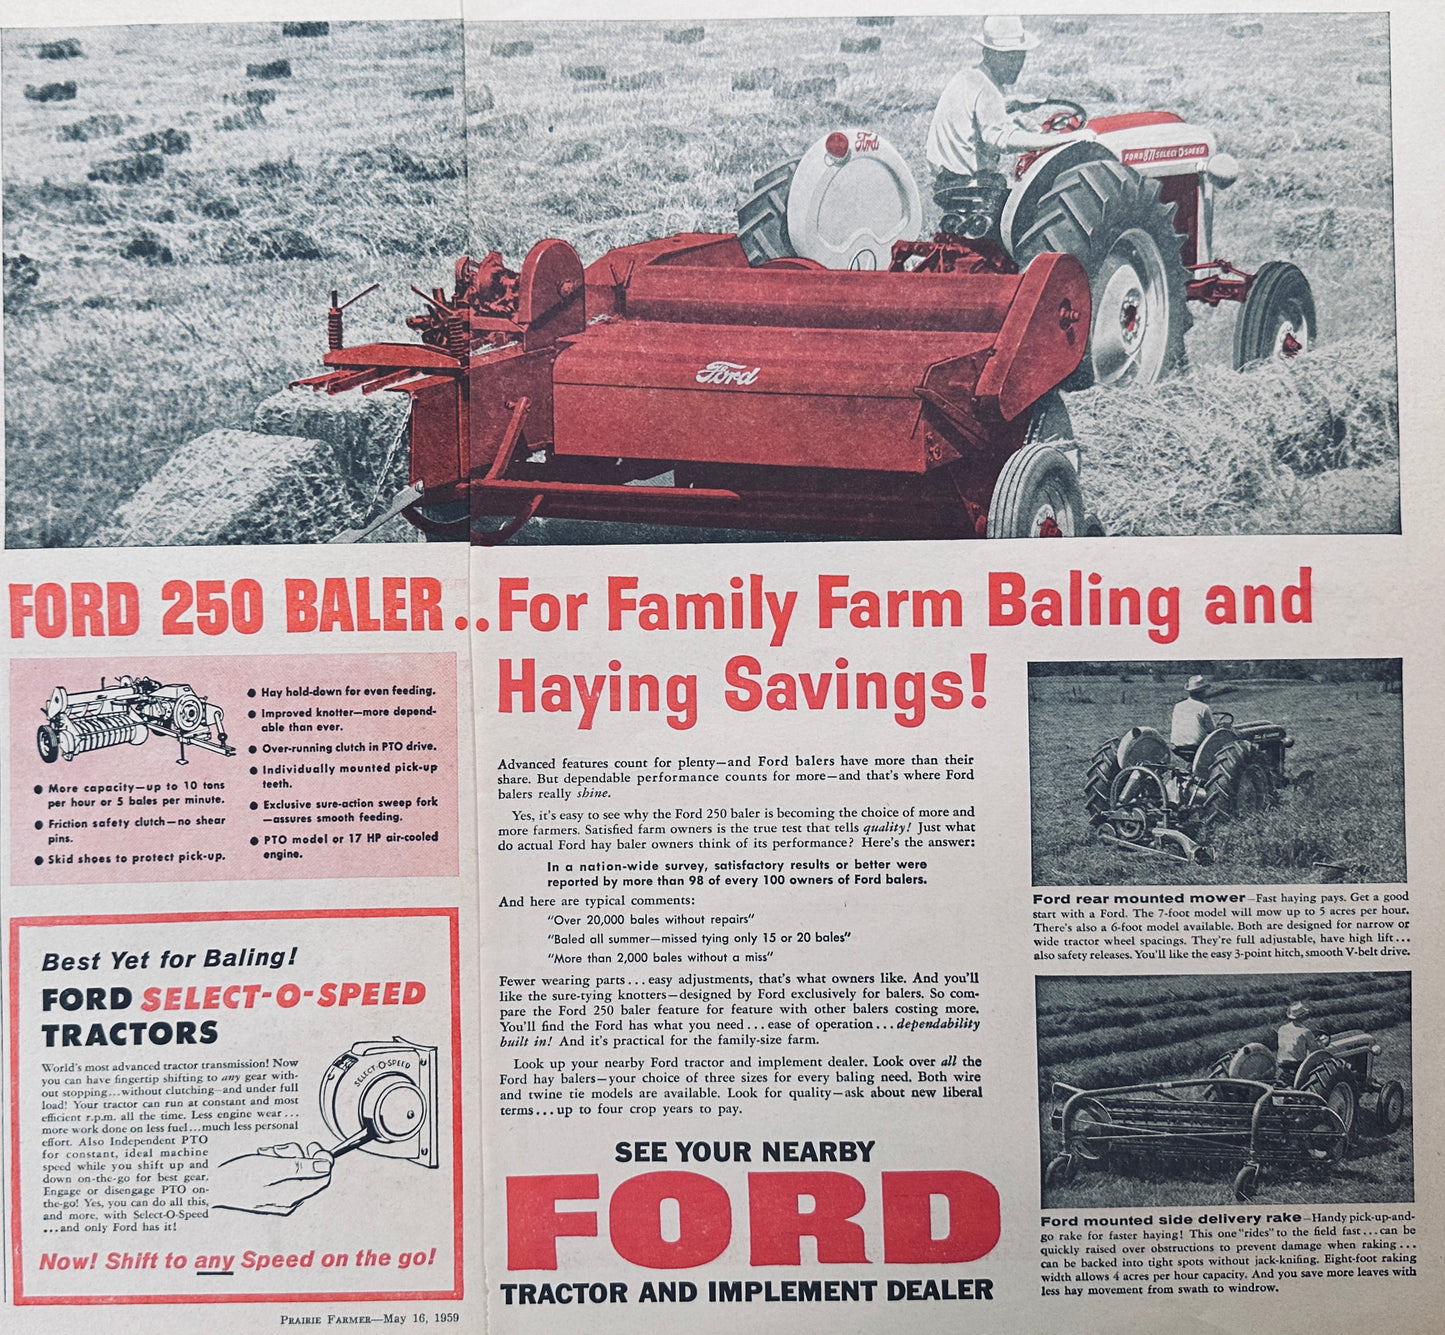 Ford
FORD 871 SELECT O SPEED
Ford
FORD 250 BALER..For Family Farm Baling and
Haying Savings!
More capacity—up to 10 tons
per hour or 5 bales per minute.
Friction safety clutch—no shear
pins.
Skid shoes to protect pick-up.
Hay hold-down for even feeding.
Improved knotter—more depend-
able than ever.
Over-running clutch in PTO drive.
Individually mounted pick-up
teeth.
Exclusive sure-action sweep fork
—assures smooth feeding.
PTO model or 17 HP air-cooled
engine.
Best Yet for Baling!
FORD SELECT-O-SPEED
TRACTORS
World's most advanced tractor transmission! Now
you can have fingertip shifting to any gear with-
out stopping...without clutching—and under full
load! Your tractor can run at constant and most
efficient r.p.m. all the time. Less engine wear...
more work done on less fuel...much less personal
effort. Also Independent PTO
for constant, ideal machine
speed while you shift up and
down on-the-go for best gear.
Engage or disengage PTO on-
the-go! Yes, you can do all this,
and more, with Select-O-Speed
...and only Ford has it!
SELECT-O-SPEED
Now! Shift to any Speed on the go!
PRAIRIE FARMER—May 16, 1959
Advanced features count for plenty—and Ford balers have more than their
share. But dependable performance counts for more—and that's where Ford
balers really shine.
Yes, it's easy to see why the Ford 250 baler is becoming the choice of more and
more farmers. Satisfied farm owners is the true test that tells quality! Just what
do actual Ford hay baler owners think of its performance? Here's the answer:
In a nation-wide survey, satisfactory results or better were
reported by more than 98 of every 100 owners of Ford balers.
And here are typical comments:
"Over 20,000 bales without repairs"
"Baled all summer—missed tying only 15 or 20 bales"
"More than 2,000 bales without a miss"
Fewer wearing parts...easy adjustments, that's what owners like. And you'll
like the sure-tying knotters—designed by Ford exclusively for balers. So com-
pare the Ford 250 baler feature for feature with other balers costing more.
You'll find the Ford has what you need...ease of operation...dependability
built in! And it's practical for the family-size farm.
Look up your nearby Ford tractor and implement dealer. Look over all the
Ford hay balers—your choice of three sizes for every baling need. Both wire
and twine tie models are available. Look for quality—ask about new liberal
terms...up to four crop years to pay.
SEE YOUR NEARBY
FORD
TRACTOR AND IMPLEMENT DEALER
Ford rear mounted mower—Fast haying pays. Get a good
start with a Ford. The 7-foot model will mow up to 5 acres per hour.
There's also a 6-foot model available. Both are designed for narrow or
wide tractor wheel spacings. They're full adjustable, have high lift...
also safety releases. You'll like the easy 3-point hitch, smooth V-belt drive.
Ford mounted side delivery rake—Handy pick-up-and-
go rake for faster haying! This one "rides" to the field fast...can be
quickly raised over obstructions to prevent damage when raking...
can be backed into tight spots without jack-knifing. Eight-foot raking
width allows 4 acres per hour capacity. And you save more leaves with
less hay movement from swath to windrow.